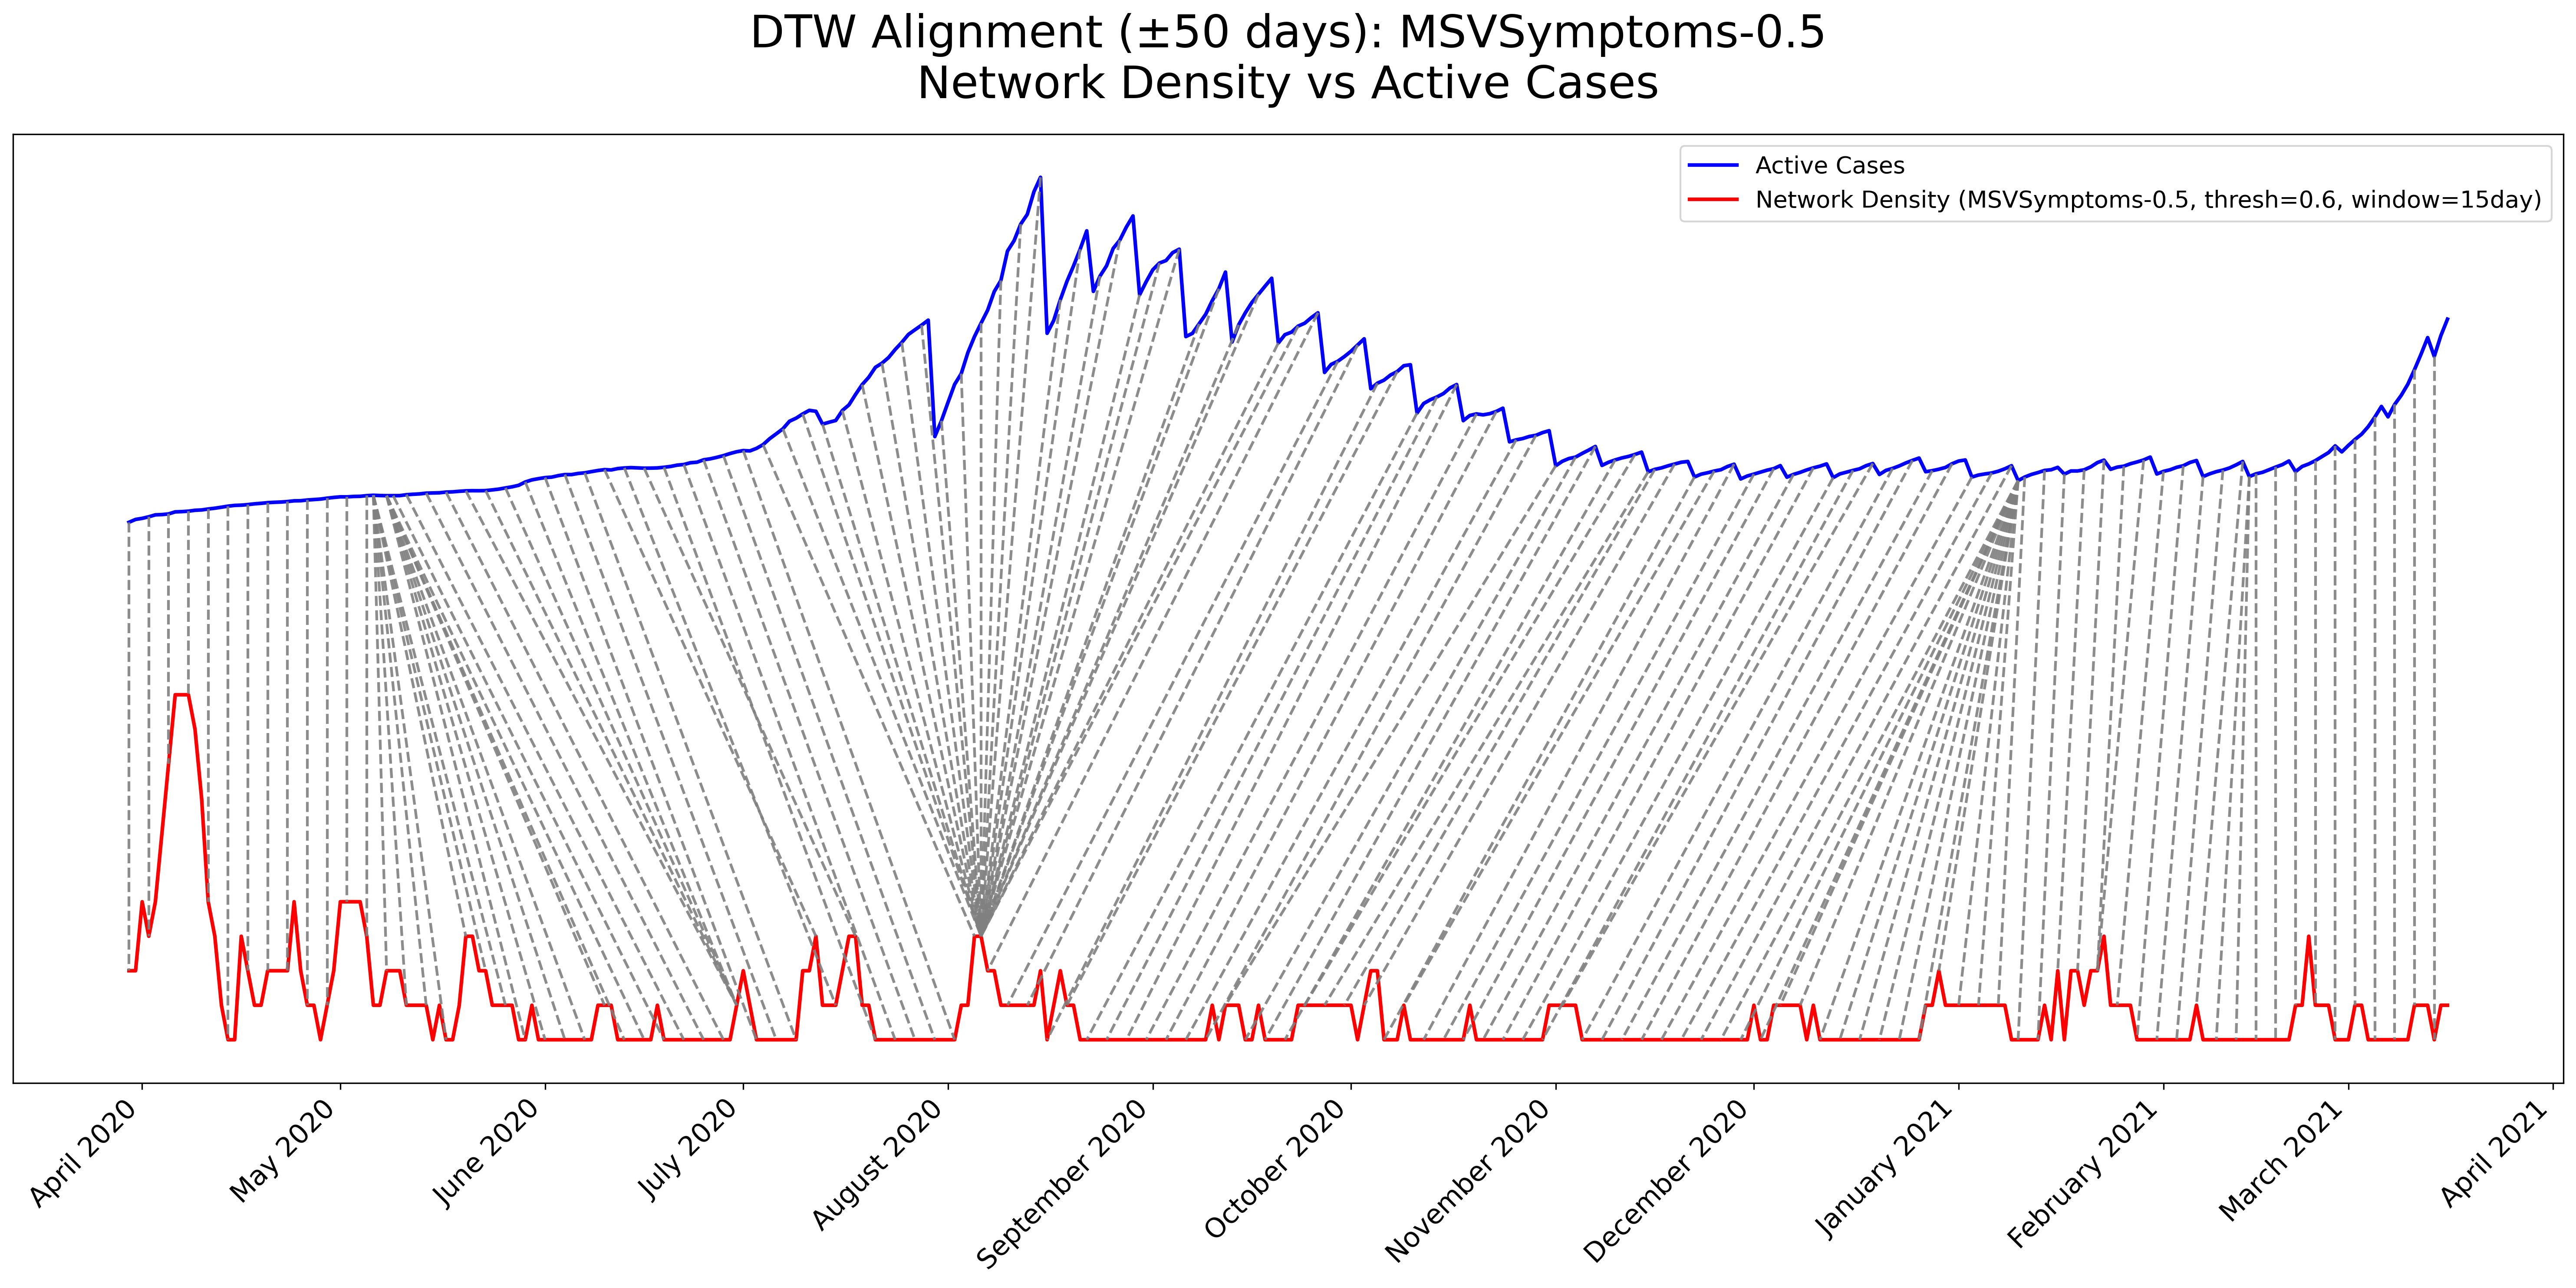 DTW Alignment (±50 days): MSVSymptoms-0.5
Network Density vs Active Cases
Active Cases
Network Density (MSVSymptoms-0.5, thresh=0.6, window=15day)
April 2020
May 2020
June 2020
July 2020
August 2020
September 2020
October 2020
November 2020
December 2020
January 2021
February 2021
March 2021
April 2021